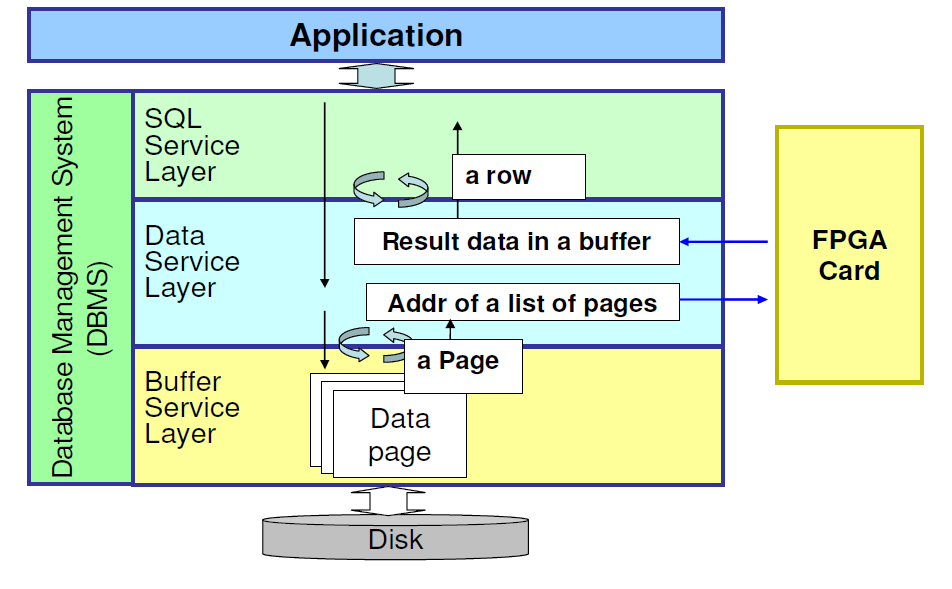 Application
Database Management System
(DBMS)
SQL
Service
Layer
a row
Data
Service
Layer
Result data in a buffer
Addr of a list of pages
FPGA
Card
a Page
Buffer
Service
Layer
Data
page
Disk